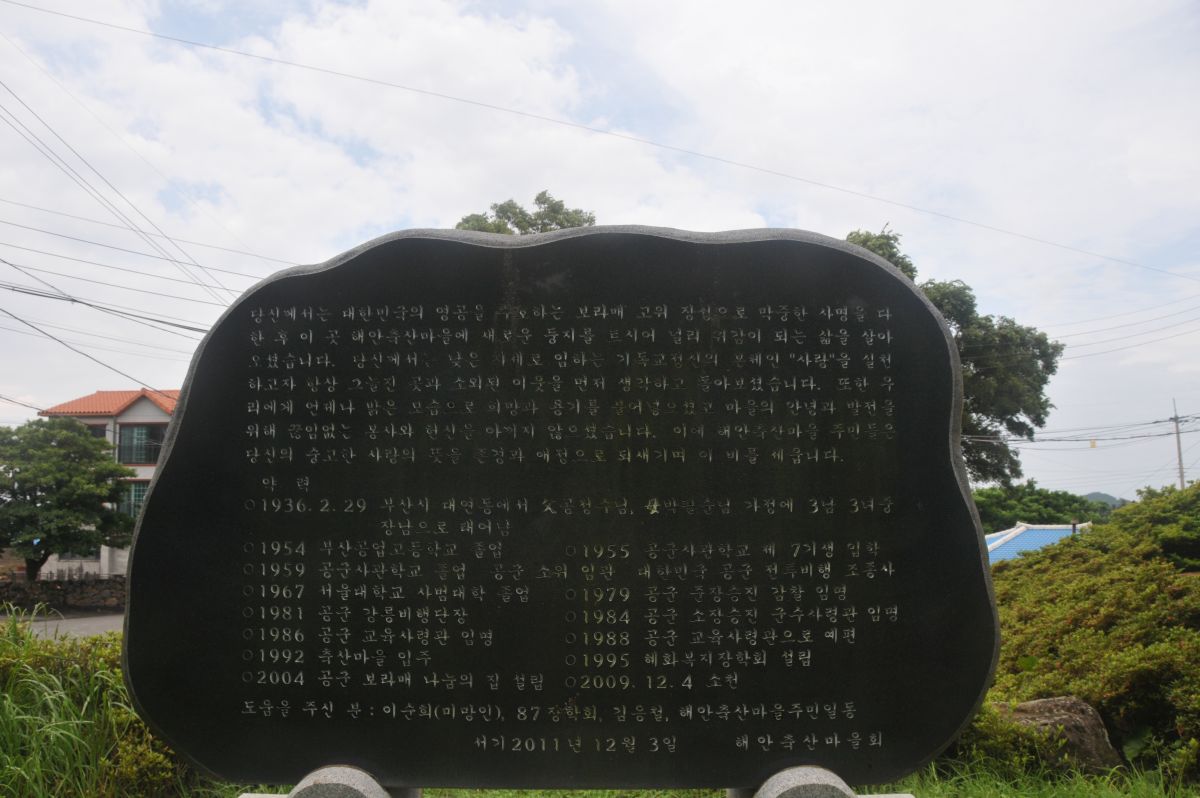 당신께서는 대한민국의 영공을 수호하는 보라매 고위 장성으로 막중한 사명을 다
한 후 이 곳 해안축산마을에 새로운 둥지를 트시어 널리 귀감이 되는 삶을 살아
오셨습니다. 당신께서는 낮은 자세로 임하는 기독교정신의 본체인 "사랑"을 실천
하고자 항상 그늘진 곳과 소외된 이웃을 먼저 생각하고 돌아보셨습니다. 또한 우
리에게 언제나 밝은 모습으로 희망과 용기를 불어넣으셨고 마을의 안녕과 발전을
위해 끊임없는 봉사와 헌신을 아끼지 않으셨습니다. 이에 해안축산마을 주민들은
당신의 숭고한 사랑의 뜻을 존경과 애정으로 되새기며 이 비를 세웁니다.
약 력
○1936. 2. 29 부산시 대연동에서 父공점수님, 母박달순님 가정에 3남 3녀중
장남으로 태어남
○1954 부산공업고등학교 졸업 ○1955 공군사관학교 제 7기생 입학
○1959 공군사관학교 졸업 공군 소위 임관 대한민국 공군 전투비행 조종사
○1967 서울대학교 사범대학 졸업 ○1979 공군 준장승진 감찰 임명
○1981 공군 강릉비행단장 ○1984 공군 소장승진 군수사령관 임명
○1986 공군 교육사령관 임명 ○1988 공군 교육사령관으로 예편
○1992 축산마을 입주 ○1995 혜화복지장학회 설립
○2004 공군 보라매 나눔의 집 설립 ○2009. 12. 4 소천
도움을 주신 분 : 이순희(미망인), 87장학회, 김응철, 해안축산마을주민일동
서기2011년 12월 3일 해안축산마을회